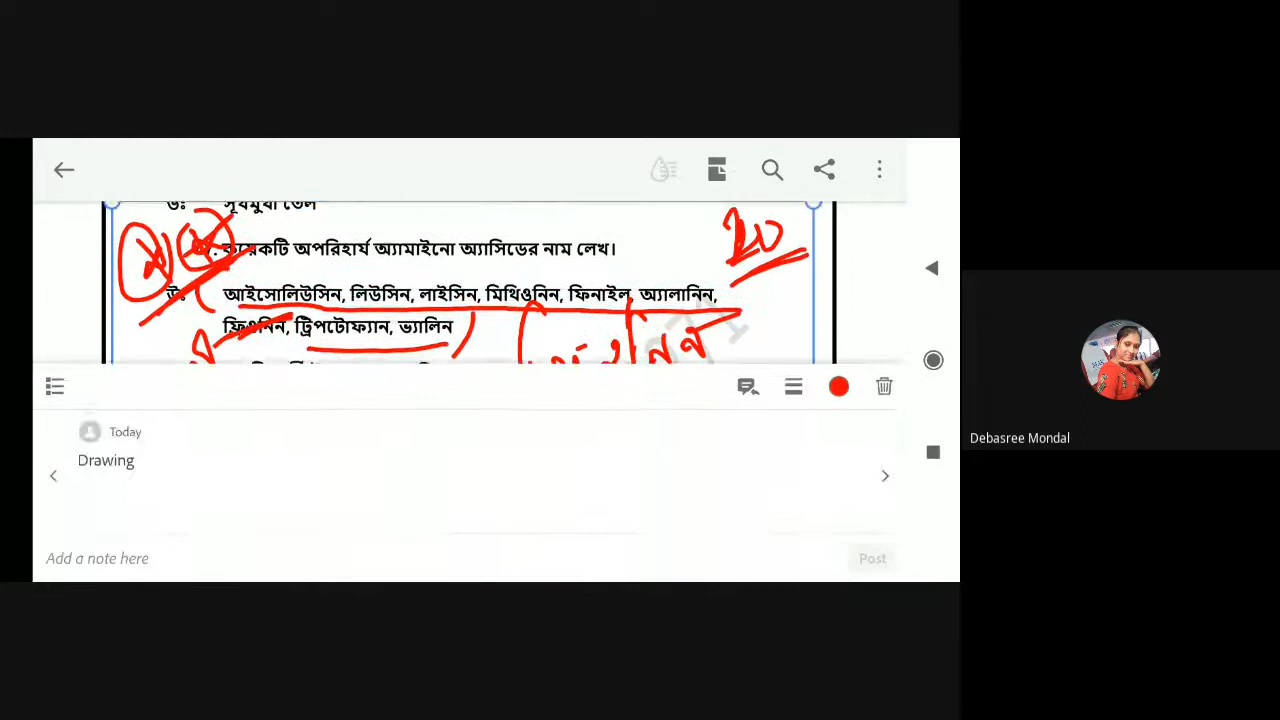 উঃ সূর্যমুখী তেল
কয়েকটি অপরিহার্য অ্যামাইনো অ্যাসিডের নাম লেখ।
20
উঃ আইসোলিউসিন, লিউসিন, লাইসিন, মিথিওনিন, ফিনাইল, অ্যালানিন,
ফ্রিওনিন, ট্রিপটোফ্যান, ভ্যালিন
Today
Drawing
Add a note here
Post
Debasree Mondal